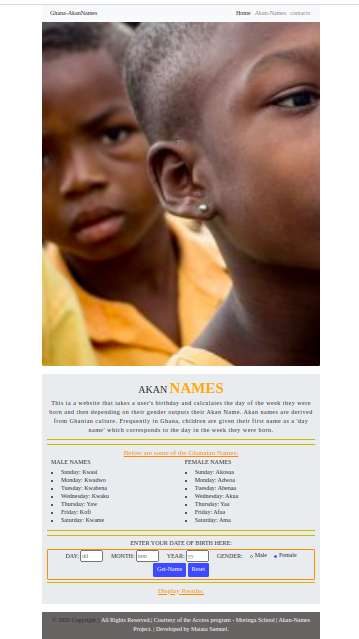 Ghana-AkanNames Home Akan-Names contacts
AKAN NAMES
This is a website that takes a user's birthday and calculates the day of the week they were
born and then depending on their gender outputs their Akan Name. Akan names are derived
from Ghanian culture. Frequently in Ghana, children are given their first name as a 'day
name' which corresponds to the day in the week they were born.
Below are some of the Ghanaian Names:
MALE NAMES
Sunday: Kwasi
Monday: Kwadwo
Tuesday: Kwabena
Wednesday: Kwaku
Thursday: Yaw
Friday: Kofi
Saturday: Kwame
FEMALE NAMES
Sunday: Akosua
Monday: Adwoa
Tuesday: Abenaa
Wednesday: Akua
Thursday: Yaa
Friday: Afua
Saturday: Ama
ENTER YOUR DATE OF BIRTH HERE:
DAY: dd MONTH: mm YEAR: yy GENDER: Male Female
Get-Name Reset
Display Results:
© 2020 Copyright: All Rights Reserved.| Courtesy of the Access program - Moringa School | Akan-Names
Project. | Developed by Matata Samuel.